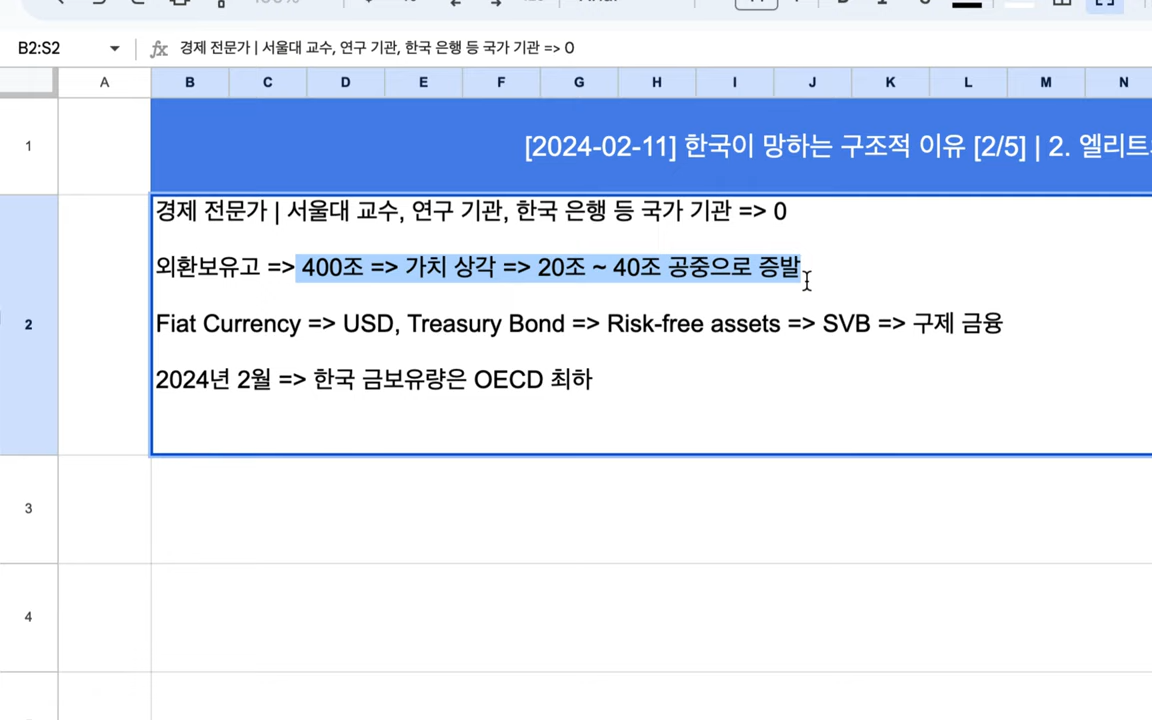 B2:S2
fx 경제 전문가 | 서울대 교수, 연구 기관, 한국 은행 등 국가 기관 => 0
A B C D E F G H I J K L M N
1 [2024-02-11] 한국이 망하는 구조적 이유 [2/5] | 2. 엘리트
2
경제 전문가 | 서울대 교수, 연구 기관, 한국 은행 등 국가 기관 => 0
외환보유고 => 400조 => 가치 상각 => 20조 ~ 40조 공중으로 증발
Fiat Currency => USD, Treasury Bond => Risk-free assets => SVB => 구제 금융
2024년 2월 => 한국 금보유량은 OECD 최하
3
4